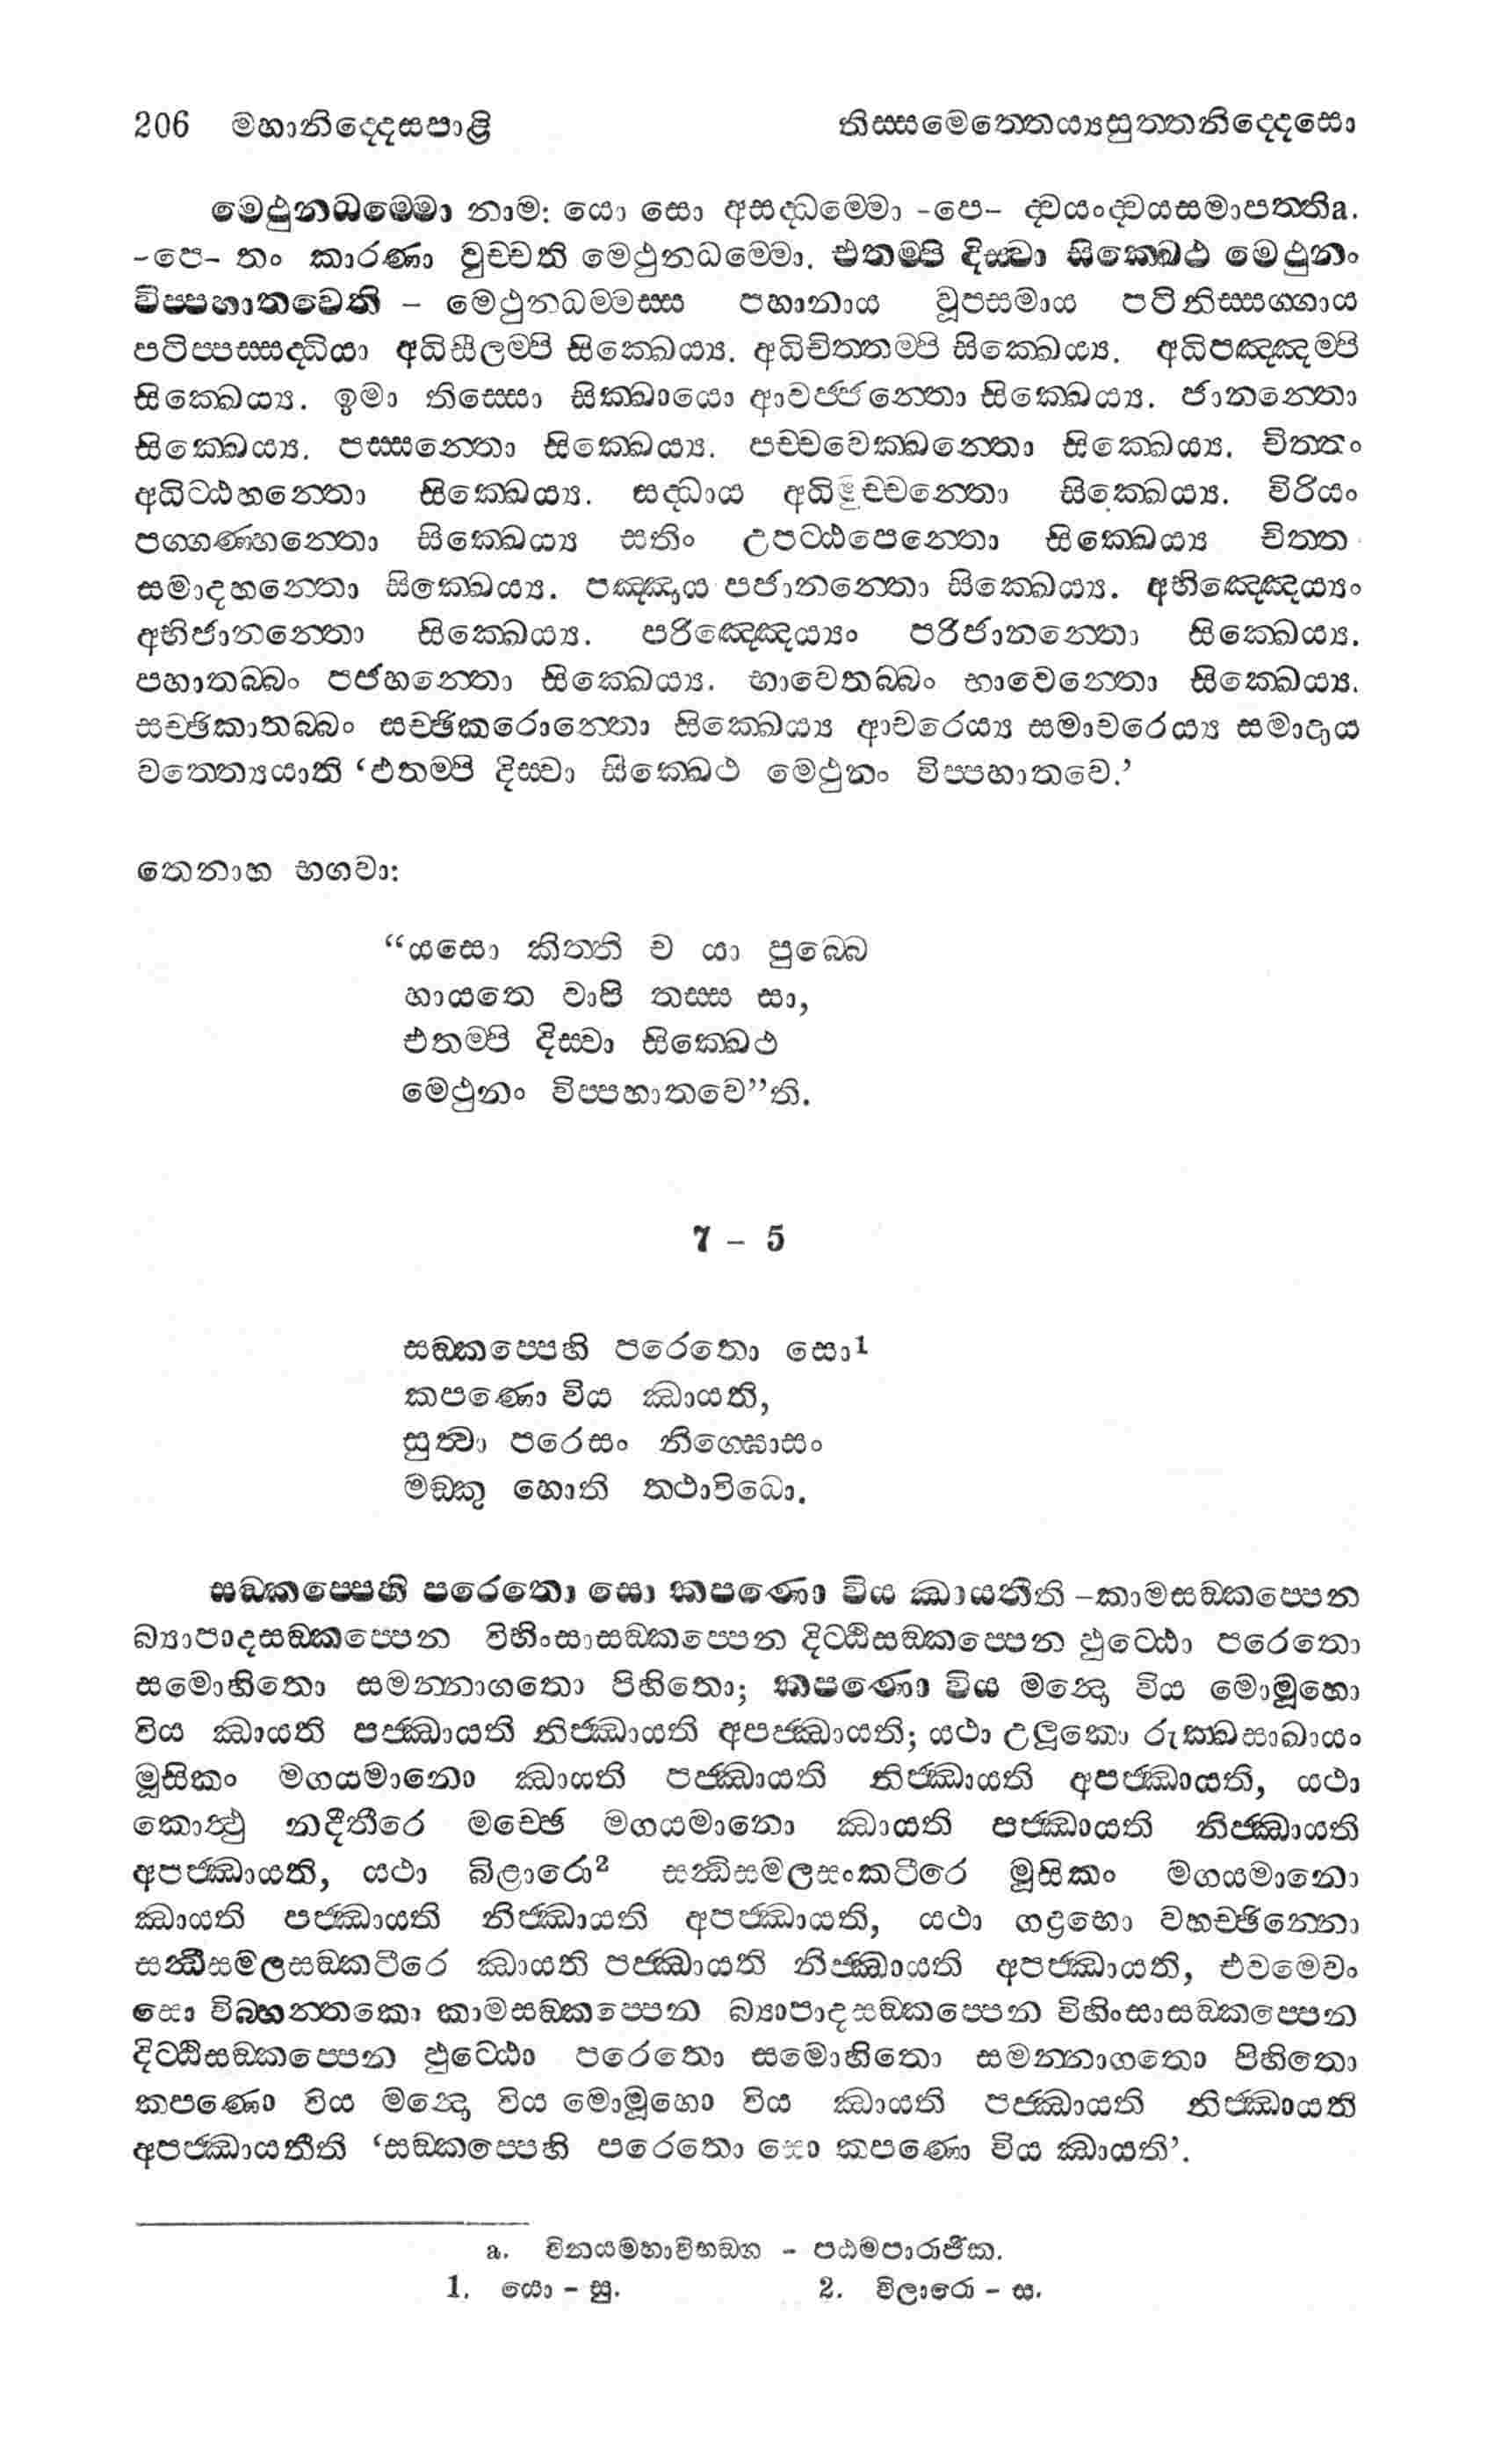 206 මහානිද්දෙසපාළි තිස්සමෙත්තෙය්‍යසුත්තනිද්දෙසො
මෙථුනධම්මො නාම: යො සො අසද්ධම්මො -පෙ- ද්වයංද්වයසමාපත්තිa.
-පෙ- තං කාරණා වුච්චති මෙථුනධම්මො. එතම්පි දිස්වා සික්ඛෙථ මෙථුනං
විප්පහාතවෙති – මෙථුනධම්මස්ස පහානාය වූපසමාය පටිනිස්සග්ගාය
පටිප්පස්සද්ධියා අධිසීලම්පි සික්ඛෙය්‍ය. අධිචිත්තම්පි සික්ඛෙය්‍ය. අධිපඤ්ඤම්පි
සික්ඛෙය්‍ය. ඉමා තිස්සො සික්ඛායො ආවජ්ජන්තො සික්ඛෙය්‍ය. ජානන්තො
සික්ඛෙය්‍ය. පස්සන්තො සික්ඛෙය්‍ය. පච්චවෙක්ඛන්තො සික්ඛෙය්‍ය. චිත්තං
අධිට්ඨහන්තො සික්ඛෙය්‍ය. සද්ධාය අධිමුච්චන්තො සික්ඛෙය්‍ය. විරියං
පග්ගණ්හන්තො සික්ඛෙය්‍ය සතිං උපට්ඨපෙන්තො සික්ඛෙය්‍ය චිත්ත
සමාදහන්තො සික්ඛෙය්‍ය. පඤ්ඤාය පජානන්තො සික්ඛෙය්‍ය. අභිඤ්ඤෙය්‍යං
අභිජානන්තො සික්ඛෙය්‍ය. පරිඤ්ඤෙය්‍යං පරිජානන්තො සික්ඛෙය්‍ය.
පහාතබ්බං පජහන්තො සික්ඛෙය්‍ය. භාවෙතබ්බං භාවෙන්තො සික්ඛෙය්‍ය.
සච්ඡිකාතබ්බං සච්ඡිකරොන්තො සික්ඛෙය්‍ය ආචරෙය්‍ය සමාචරෙය්‍ය සමාදාය
වත්තෙය්‍යාති ‘එතම්පි දිස්වා සික්ඛෙථ මෙථුනං විප්පහාතවෙ.’
තෙනාහ භගවා:
“යසො කිත්ති ච යා පුබ්බෙ
හායතෙ වාපි තස්ස සා,
එතම්පි දිස්වා සික්ඛෙථ
මෙථුනං විප්පහාතවෙ”ති.
7 – 5
සඞ්කප්පෙහි පරෙතො සො1
කපණො විය ඣායති,
සුත්වා පරෙසං නිග්ඝොසං
මඞ්කු හොති තථාවිධො.
සඞ්කප්පෙහි පරෙතො සො කපණො විය ඣායතීති –කාමසඞ්කප්පෙන
බ්‍යාපාදසඞ්කප්පෙන විහිංසාසඞ්කප්පෙන දිට්ඨිසඞ්කප්පෙන ඵුට්ඨො පරෙතො
සමොහිතො සමන්නාගතො පිහිතො; කපණො විය මන්දො විය මොමූහො
විය ඣායති පජ්ඣායති නිජ්ඣායති අපජ්ඣායති; යථා උලූකො රුක්ඛසාඛායං
මූසිකං මගයමානො ඣායති පජ්ඣායති නිජ්ඣායති අපජ්ඣායති, යථා
කොත්ථු නදීතීරෙ මච්ඡෙ මගයමානො ඣායති පජ්ඣායති නිජ්ඣායති
අපජ්ඣායති, යථා බිළාරො2 සන්ධිසමලසංකටීරෙ මූසිකං මගයමානො
ඣායති පජ්ඣායති නිජ්ඣායති අපජ්ඣායති, යථා ගද්‍රභො වහච්ඡින්නො
සන්ධිසමලසඞ්කටීරෙ ඣායති පජ්ඣායති නිජ්ඣායති අපජ්ඣායති, එවමෙවං
සො විබ්භන්තකො කාමසඞ්කප්පෙන බ්‍යාපාදසඞ්කප්පෙන විහිංසාසඞ්කප්පෙන
දිට්ඨිසඞ්කප්පෙන ඵුට්ඨො පරෙතො සමොහිතො සමන්නාගතො පිහිතො
කපණො විය මන්දො විය මොමූහො විය ඣායති පජ්ඣායති නිජ්ඣායති
අපජ්ඣායතීති ‘සඞ්කප්පෙහි පරෙතො සො කපණො විය ඣායති’.
a. විනයමහාවිභඞ්ග – පඨමපාරාජික.
1. යො – සු. 2. විලාරො – ස.